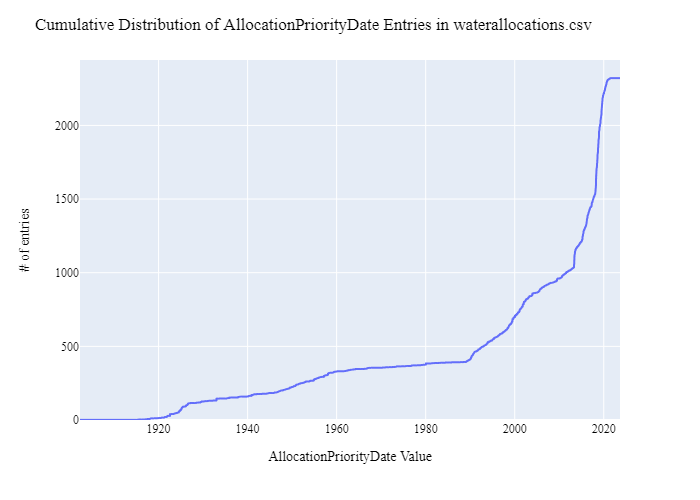 Cumulative Distribution of AllocationPriorityDate Entries in waterallocations.csv
# of entries
2000
1500
1000
500
0
1920 1940 1960 1980 2000 2020
AllocationPriorityDate Value